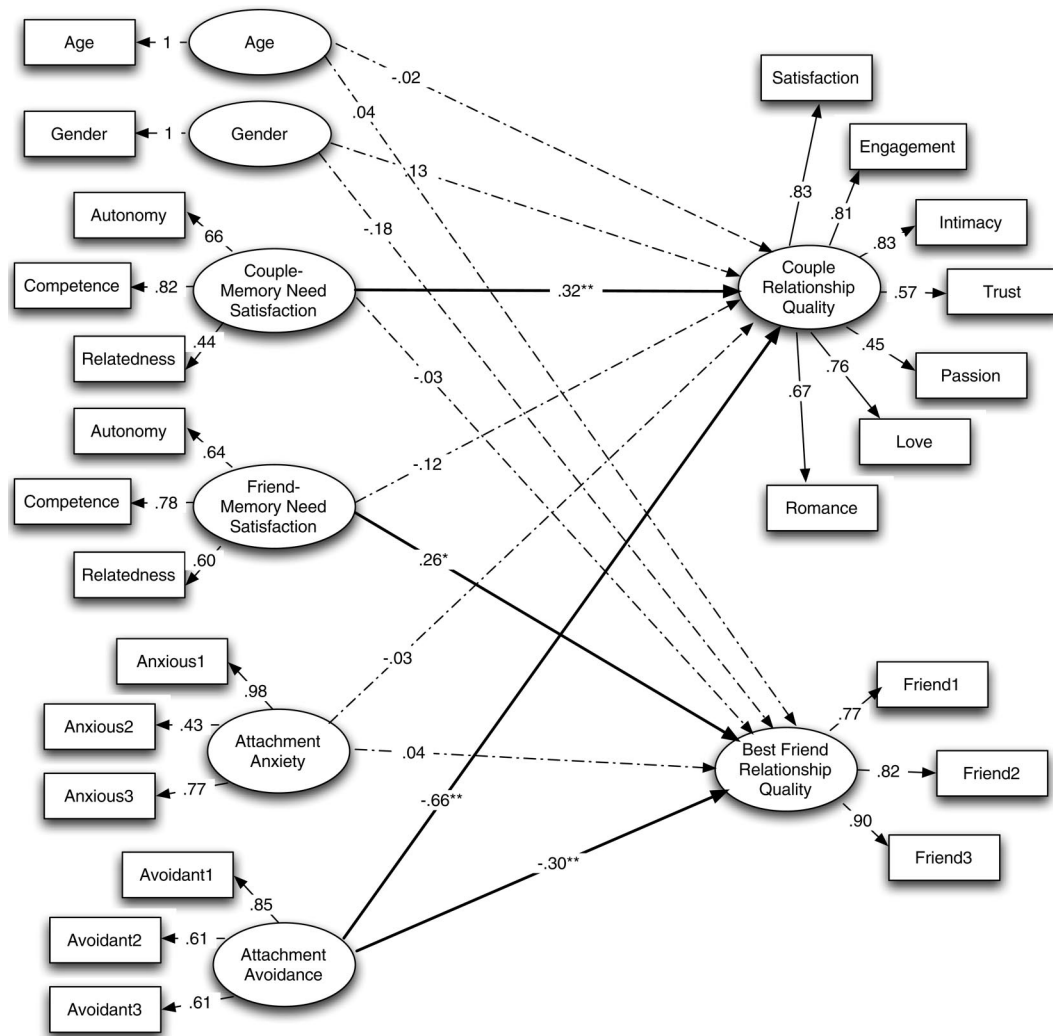 Age
1
Age
-.02
.04
Satisfaction
Gender
1
Gender
.13
-.18
Engagement
.83
.81
Autonomy
66
Intimacy
.83
Competence
.82
Couple-
Memory Need
Satisfaction
.32**
Couple
Relationship
Quality
.57
Trust
Relatedness
.44
-.03
.45
Passion
.76
.67
Autonomy
.64
-.12
Love
Competence
.78
Friend-
Memory Need
Satisfaction
Romance
Relatedness
.60
.26*
Anxious1
.98
-.03
Friend1
.77
Anxious2
.43
Attachment
Anxiety
.04
Best Friend
Relationship
Quality
.82
Friend2
Anxious3
.77
-.66**
.90
Friend3
-.30**
Avoidant1
.85
Avoidant2
.61
Attachment
Avoidance
Avoidant3
.61